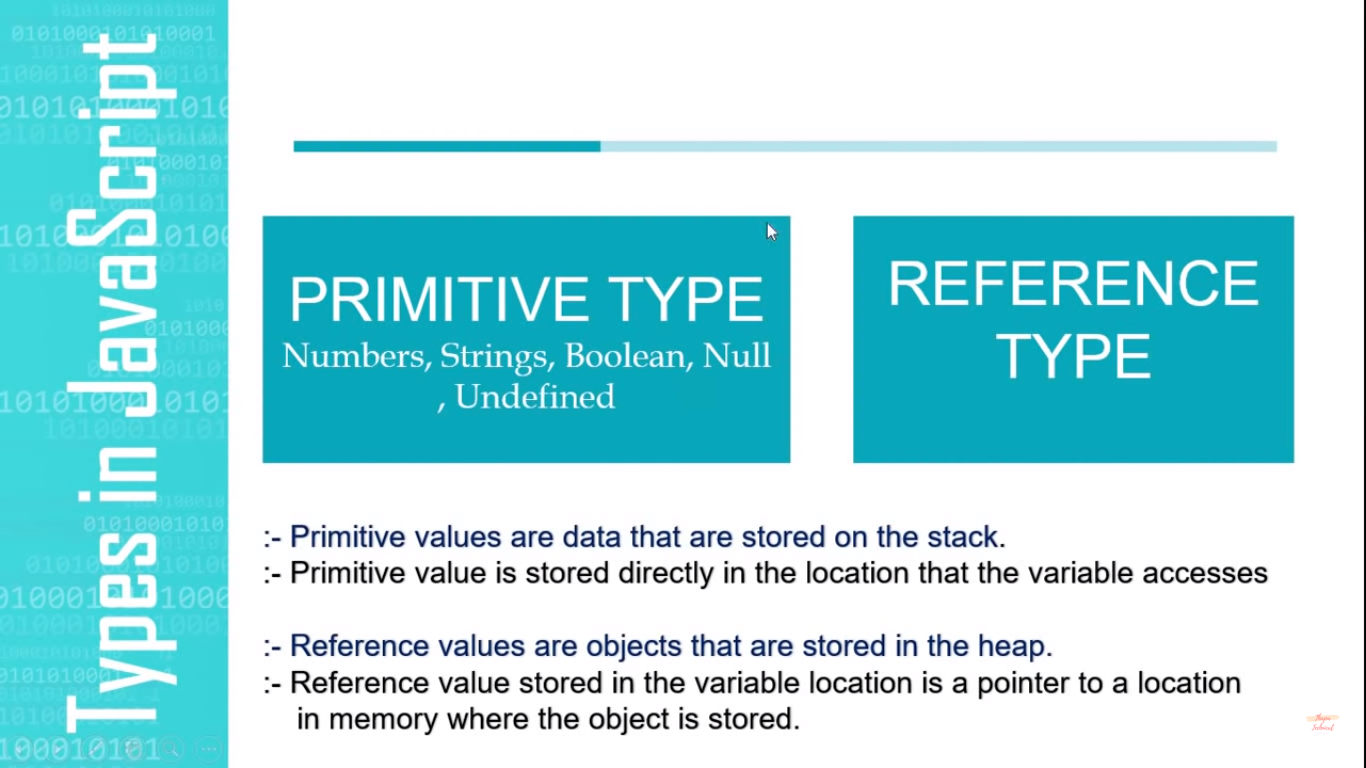 Types in JavaScript
PRIMITIVE TYPE
Numbers, Strings, Boolean, Null
, Undefined
REFERENCE
TYPE
:- Primitive values are data that are stored on the stack.
:- Primitive value is stored directly in the location that the variable accesses
:- Reference values are objects that are stored in the heap.
:- Reference value stored in the variable location is a pointer to a location
in memory where the object is stored.